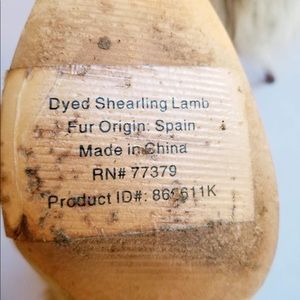 Dyed Shearling Lamb
Fur Origin: Spain
Made in China
RN# 77379
Product ID#: